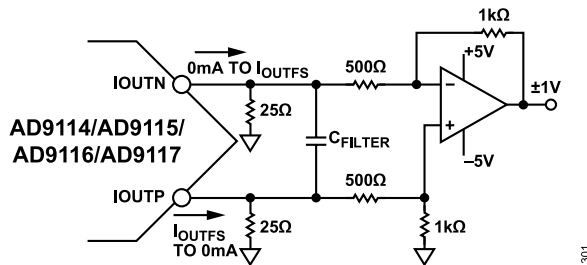 1kΩ
0mA TO IOUTFS
+5V
500Ω
IOUTN
−
±1V
25Ω
AD9114/AD9115/
AD9116/AD9117
CFILTER
+
−5V
500Ω
IOUTP
IOUTFS
TO 0mA
25Ω
1kΩ
301